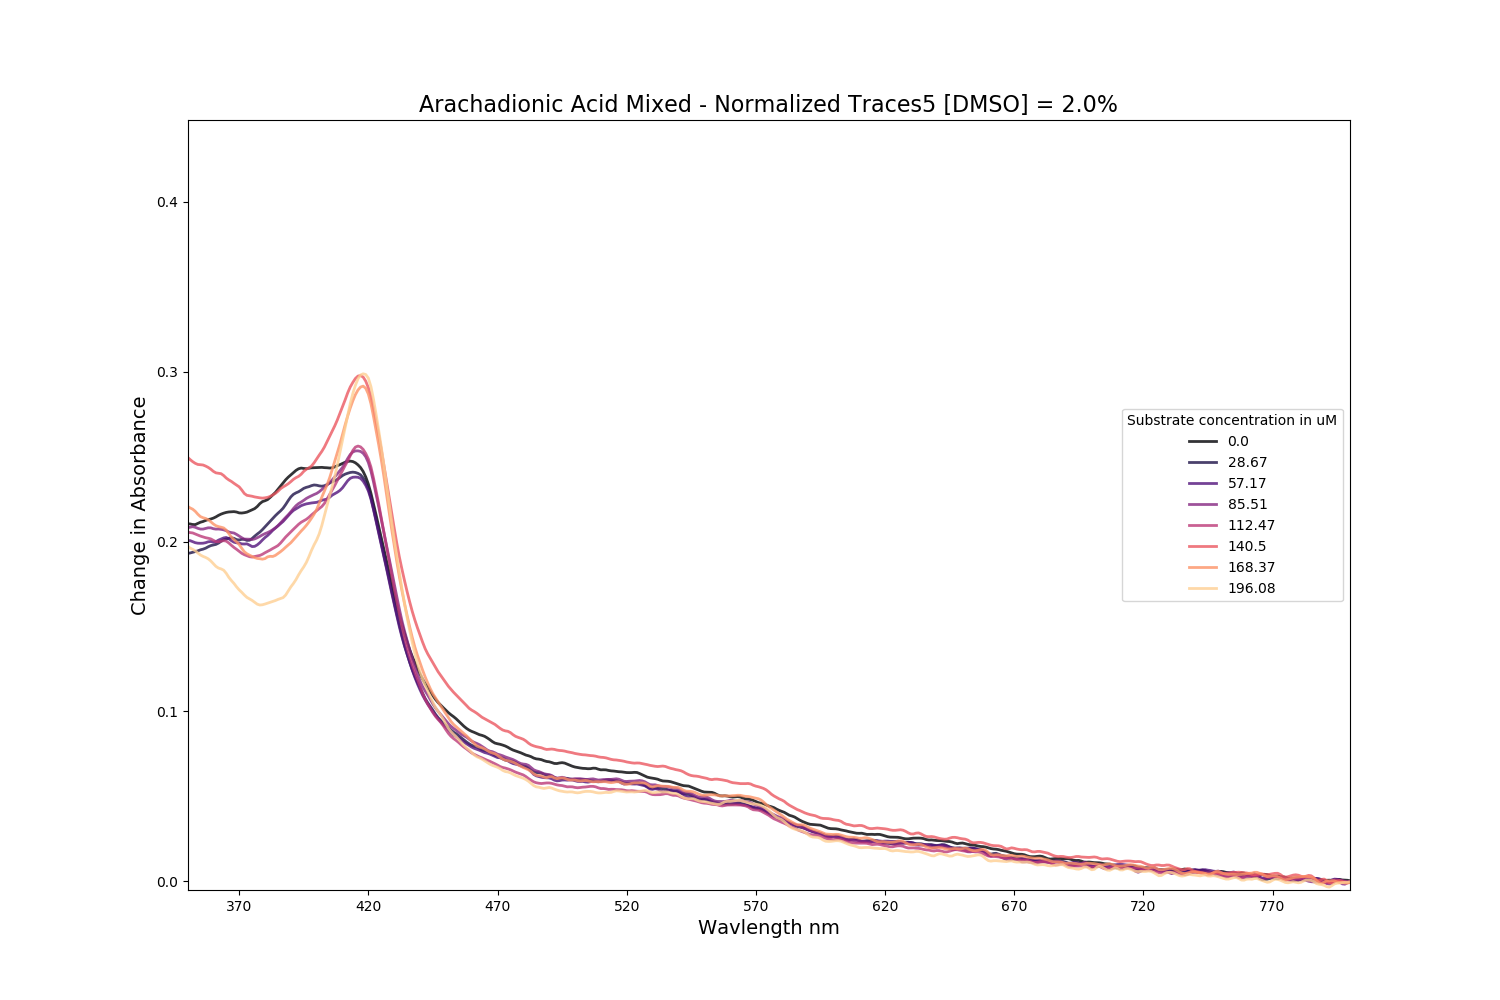 Arachadionic Acid Mixed - Normalized Traces5 [DMSO] = 2.0%
Change in Absorbance
0.4
0.3
0.2
0.1
0.0
Substrate concentration in uM
0.0
28.67
57.17
85.51
112.47
140.5
168.37
196.08
370 420 470 520 570 620 670 720 770
Wavlength nm